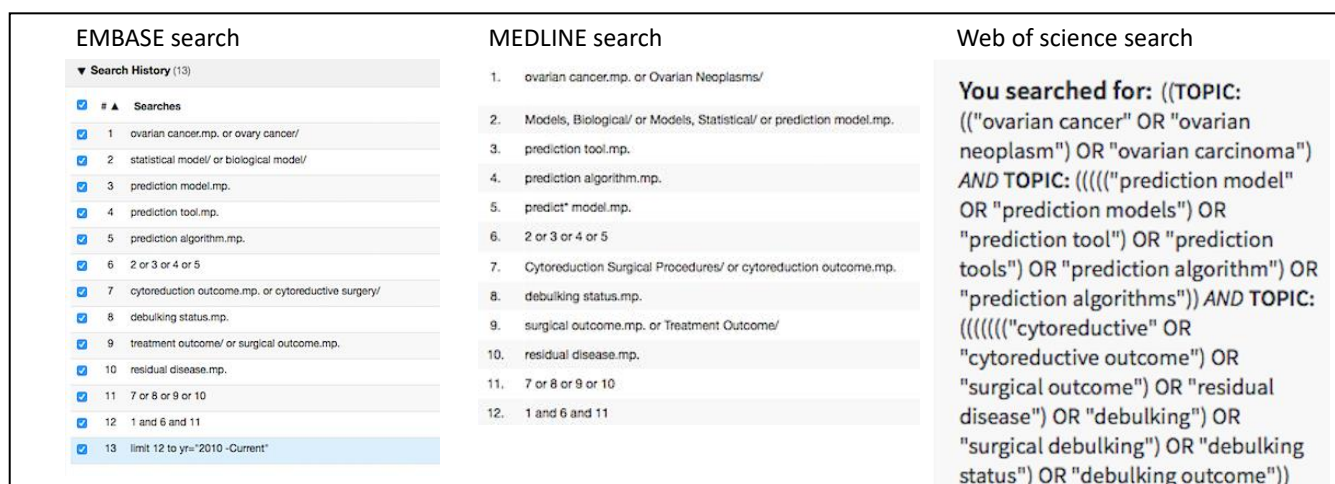 EMBASE search
▼ Search History (13)
# ▲ Searches
1 ovarian cancer.mp. or ovary cancer/
2 statistical model/ or biological model/
3 prediction model.mp.
4 prediction tool.mp.
5 prediction algorithm.mp.
6 2 or 3 or 4 or 5
7 cytoreduction outcome.mp. or cytoreductive surgery/
8 debulking status.mp.
9 treatment outcome/ or surgical outcome.mp.
10 residual disease.mp.
11 7 or 8 or 9 or 10
12 1 and 6 and 11
13 limit 12 to yr="2010 -Current"
MEDLINE search
1. ovarian cancer.mp. or Ovarian Neoplasms/
2. Models, Biological/ or Models, Statistical/ or prediction model.mp.
3. prediction tool.mp.
4. prediction algorithm.mp.
5. predict* model.mp.
6. 2 or 3 or 4 or 5
7. Cytoreduction Surgical Procedures/ or cytoreduction outcome.mp.
8. debulking status.mp.
9. surgical outcome.mp. or Treatment Outcome/
10. residual disease.mp.
11. 7 or 8 or 9 or 10
12. 1 and 6 and 11
Web of science search
You searched for: ((TOPIC:
(("ovarian cancer" OR "ovarian
neoplasm") OR "ovarian carcinoma")
AND TOPIC: ((((("prediction model"
OR "prediction models") OR
"prediction tool") OR "prediction
tools") OR "prediction algorithm") OR
"prediction algorithms")) AND TOPIC:
((((((("cytoreductive" OR
"cytoreductive outcome") OR
"surgical outcome") OR "residual
disease") OR "debulking") OR
"surgical debulking") OR "debulking
status") OR "debulking outcome"))